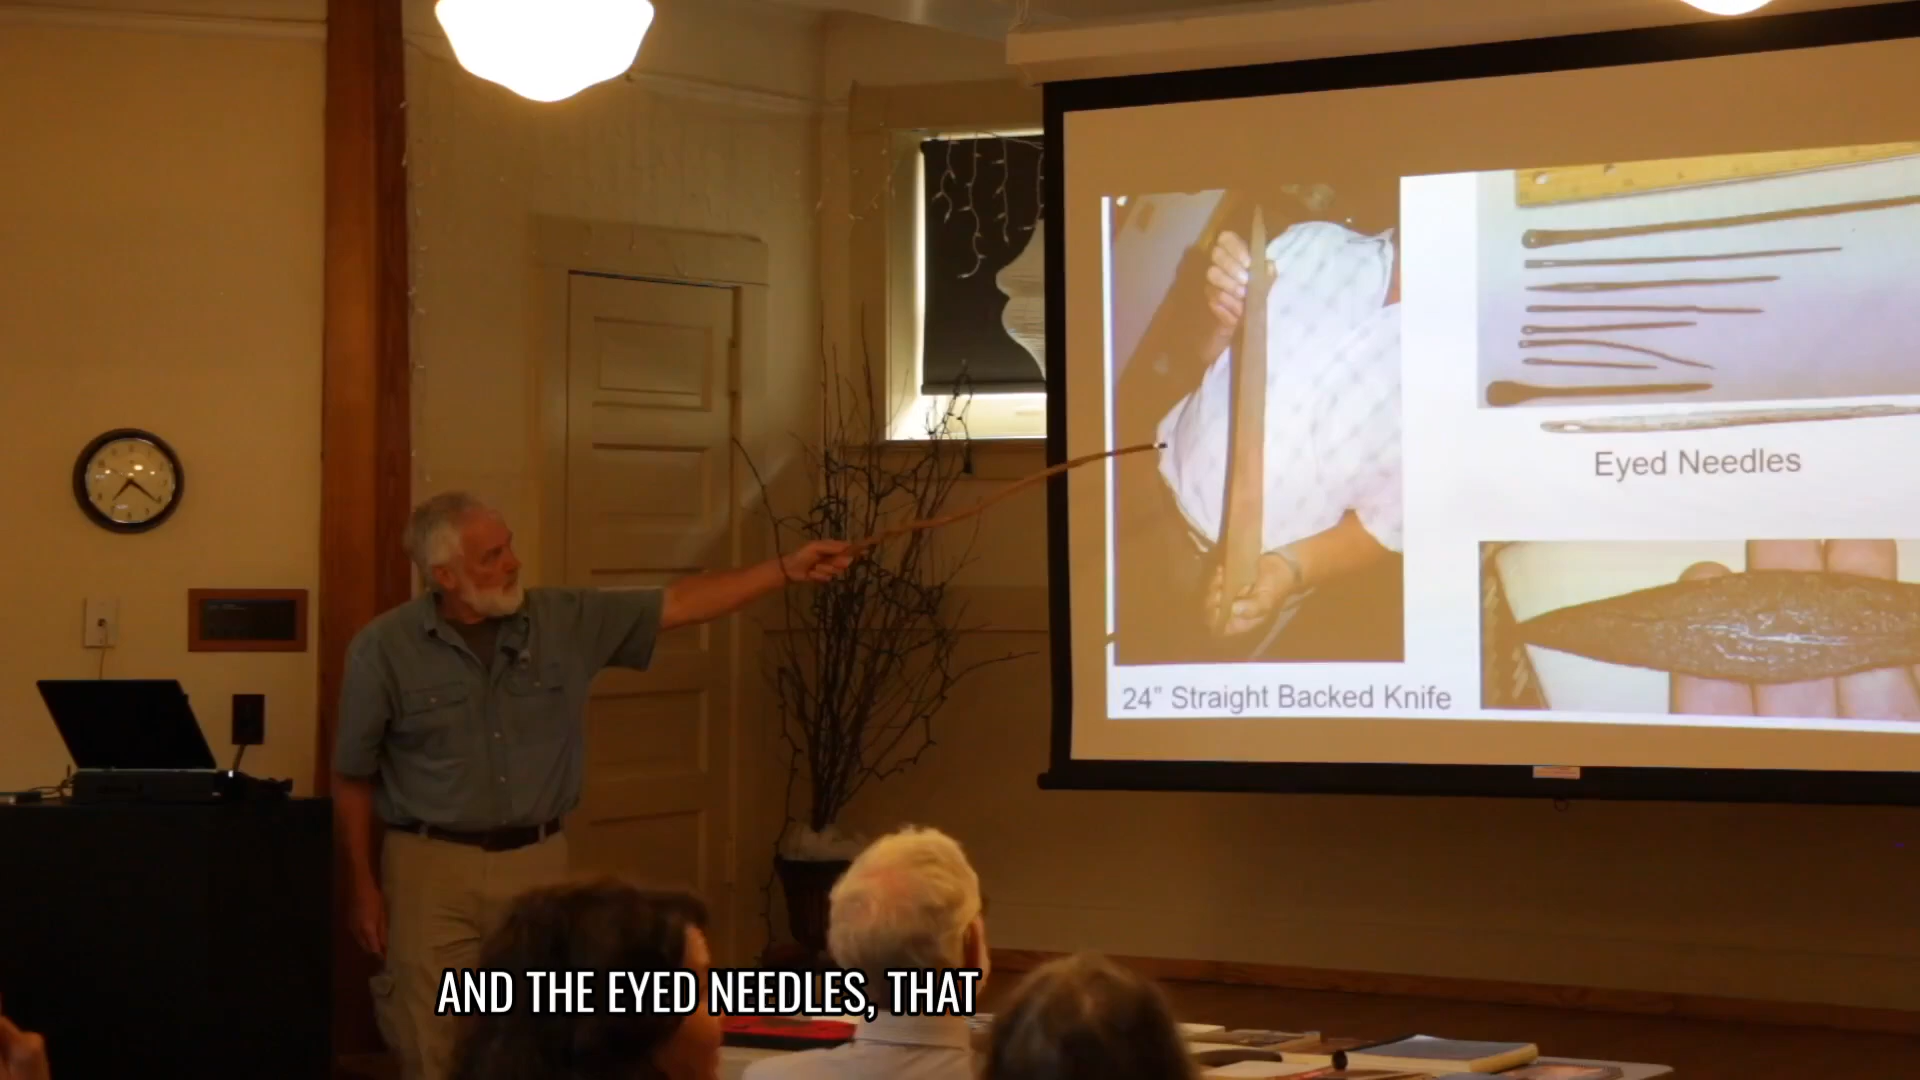 Eyed Needles
24” Straight Backed Knife
AND THE EYED NEEDLES, THAT